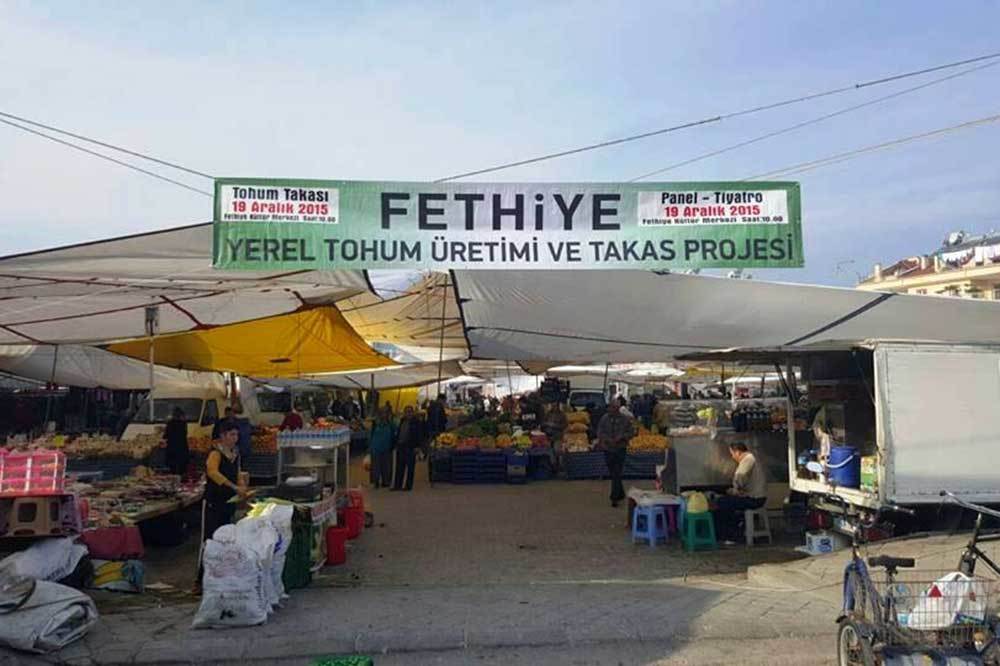 Tohum Takası
19 Aralık 2015
Fethiye Kültür Merkezi Saat:10.00
FETHiYE
Panel - Tiyatro
19 Aralık 2015
Fethiye Kültür Merkezi Saat:10.00
YEREL TOHUM ÜRETİMİ VE TAKAS PROJESİ